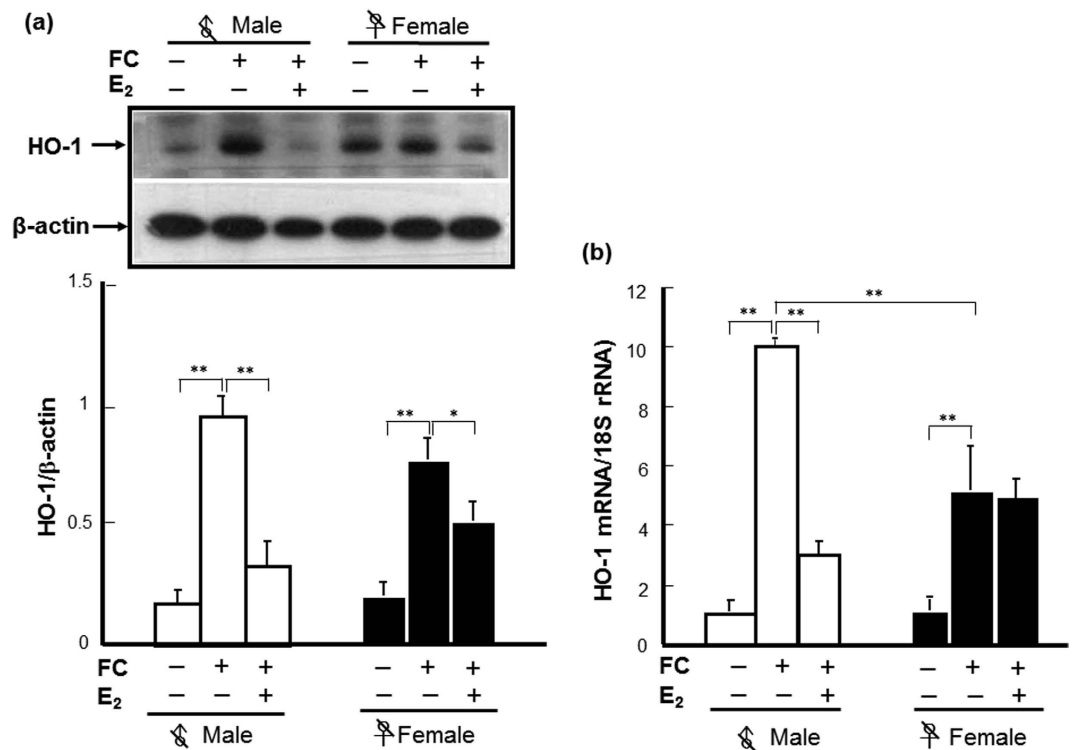 (a)
Male Female
FC – + + – + +
E₂ – – + – – +
HO-1
β-actin
1.5
1
0.5
0
HO-1/β-actin
** **
** *
FC – + + – + +
E₂ – – + – – +
Male Female
(b)
12
10
8
6
4
2
0
HO-1 mRNA/18S rRNA)
**
** **
**
FC – + + – + +
E₂ – – + – – +
Male Female